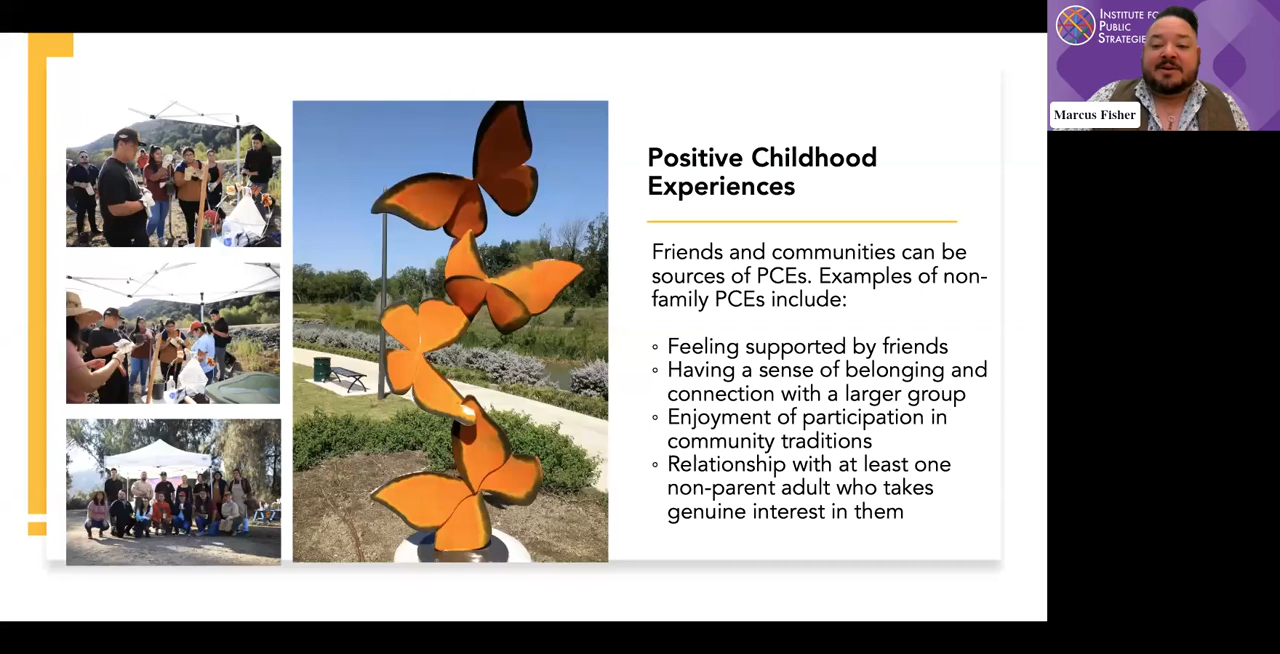 Positive Childhood
Experiences
Friends and communities can be
sources of PCEs. Examples of non-
family PCEs include:
◦ Feeling supported by friends
◦ Having a sense of belonging and
connection with a larger group
◦ Enjoyment of participation in
community traditions
◦ Relationship with at least one
non-parent adult who takes
genuine interest in them
INSTITUTE FO
PUBLIC
STRATEGIE
Marcus Fisher